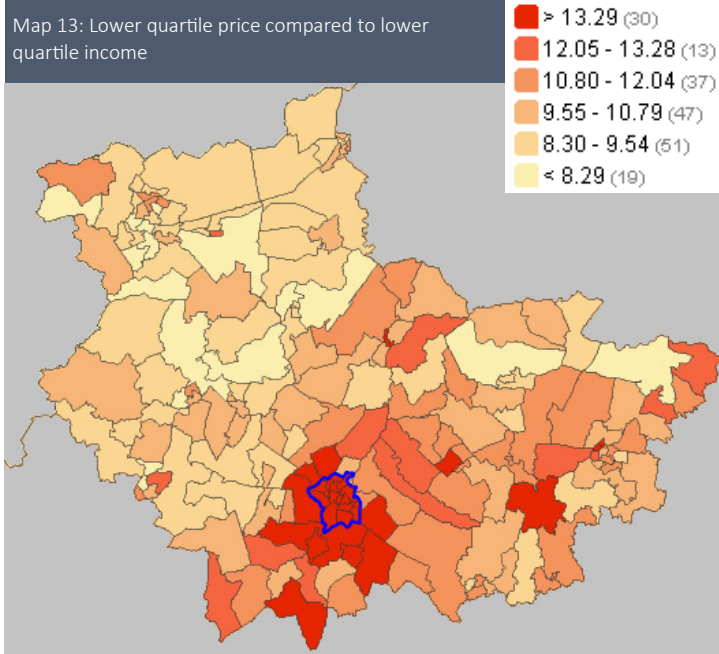 Map 13: Lower quartile price compared to lower
quartile income
> 13.29 (30)
12.05 - 13.28 (13)
10.80 - 12.04 (37)
9.55 - 10.79 (47)
8.30 - 9.54 (51)
< 8.29 (19)